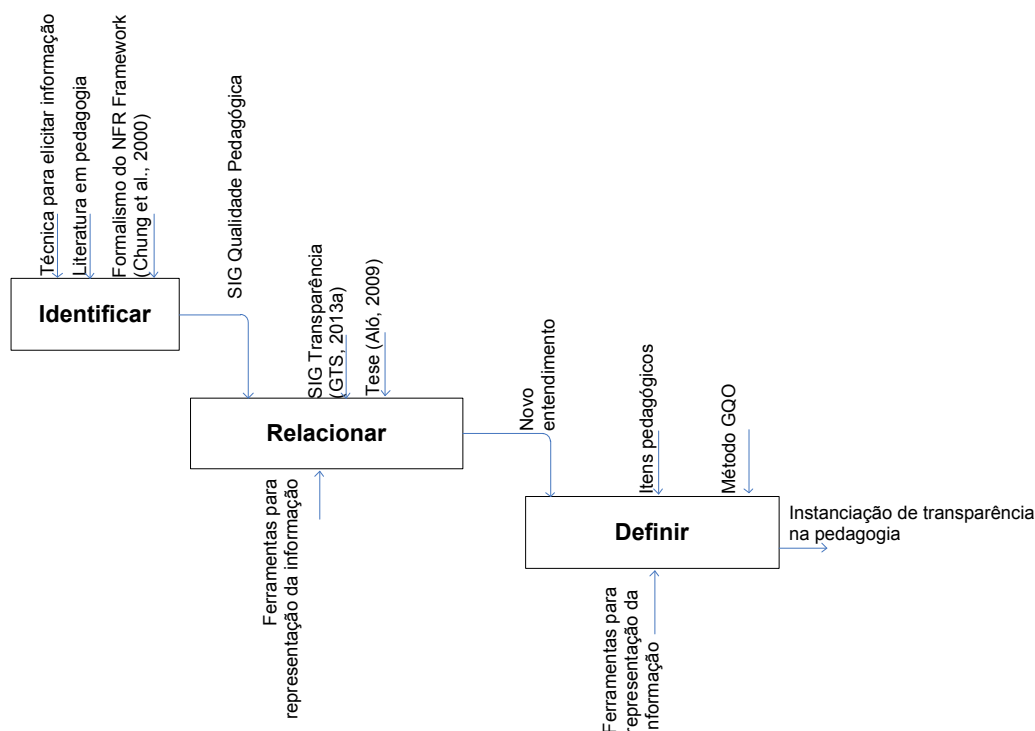 Técnica para elicitar informação
Literatura em pedagogia
Formalismo do NFR Framework
(Chung et al., 2000)
SIG Qualidade Pedagógica
Identificar
SIG Transparência
(GTS, 2013a)
Tese (Aló, 2009)
Relacionar
Ferramentas para
representação da informação
Novo
entendimento
Itens pedagógicos
Método GQO
Definir
Instanciação de transparência
na pedagogia
Ferramentas para
representação da
nformação